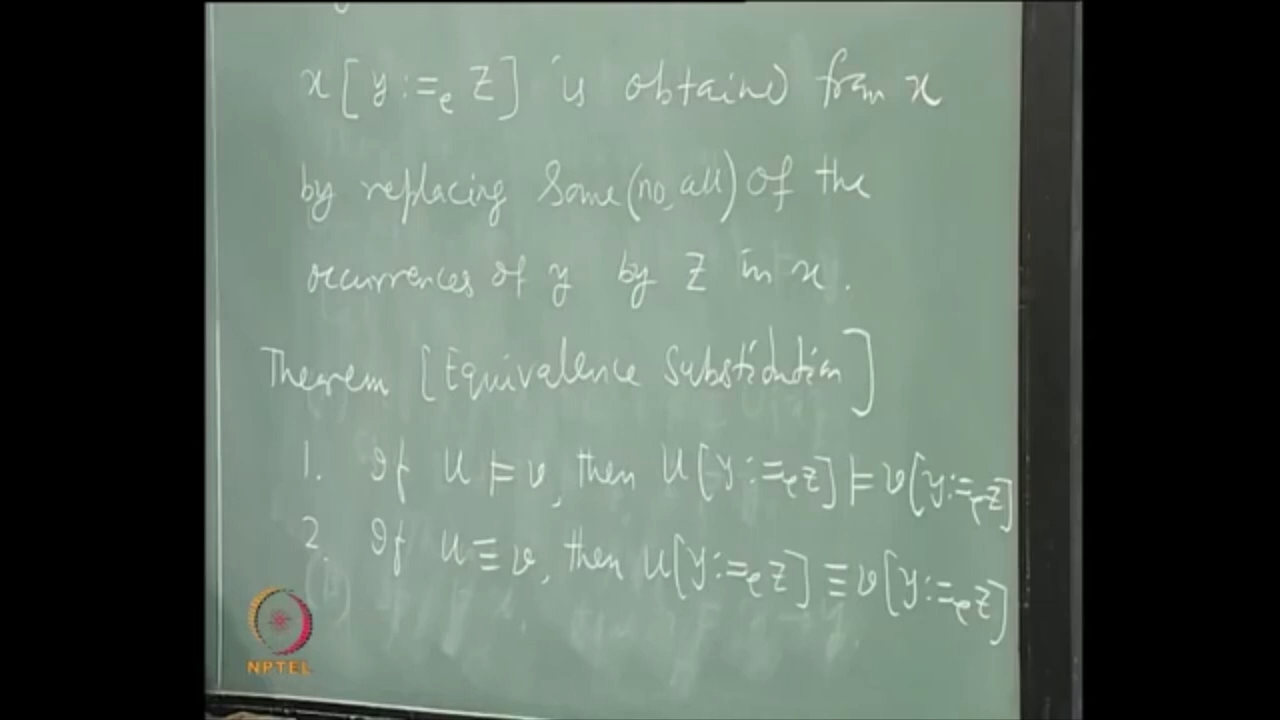 x[y:=ₑ Z] is obtained from x
by replacing Some (no, all) of the
occurrences of y by Z in x.
Theorem [Equivalence Substitution]
1. If u ⊨ v, then u[y:=ₑ z] ⊨ v[y:=ₑ z]
2. If u ≡ v, then u[y:=ₑ z] ≡ v[y:=ₑ z]
NPTEL